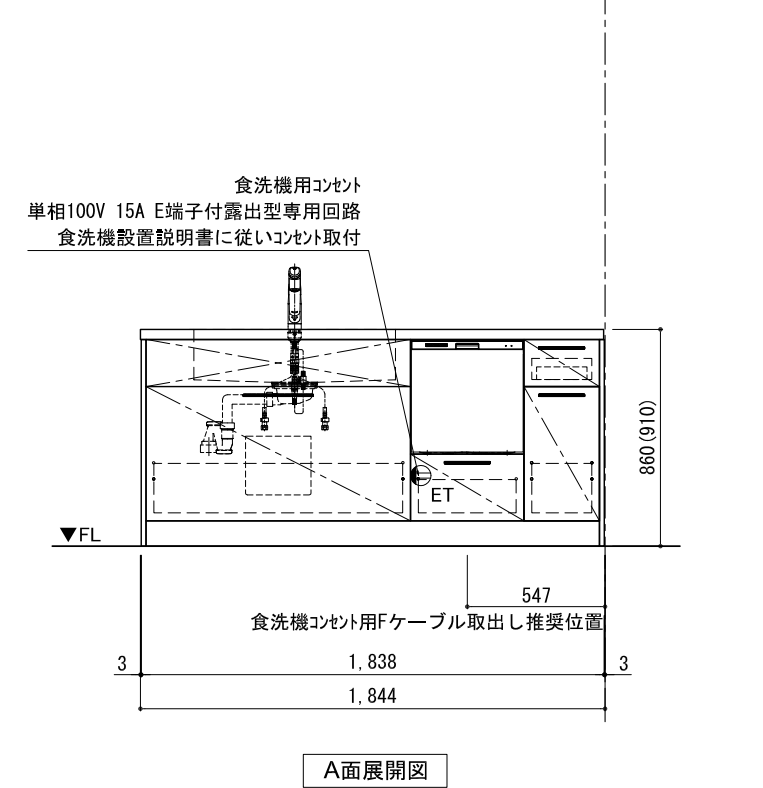 食洗機用コンセント
単相100V 15A E端子付露出型専用回路
食洗機設置説明書に従いコンセント取付
860(910)
ET
▼FL
547
食洗機コンセント用Fケーブル取出し推奨位置
3
1,838
3
1,844
A面展開図